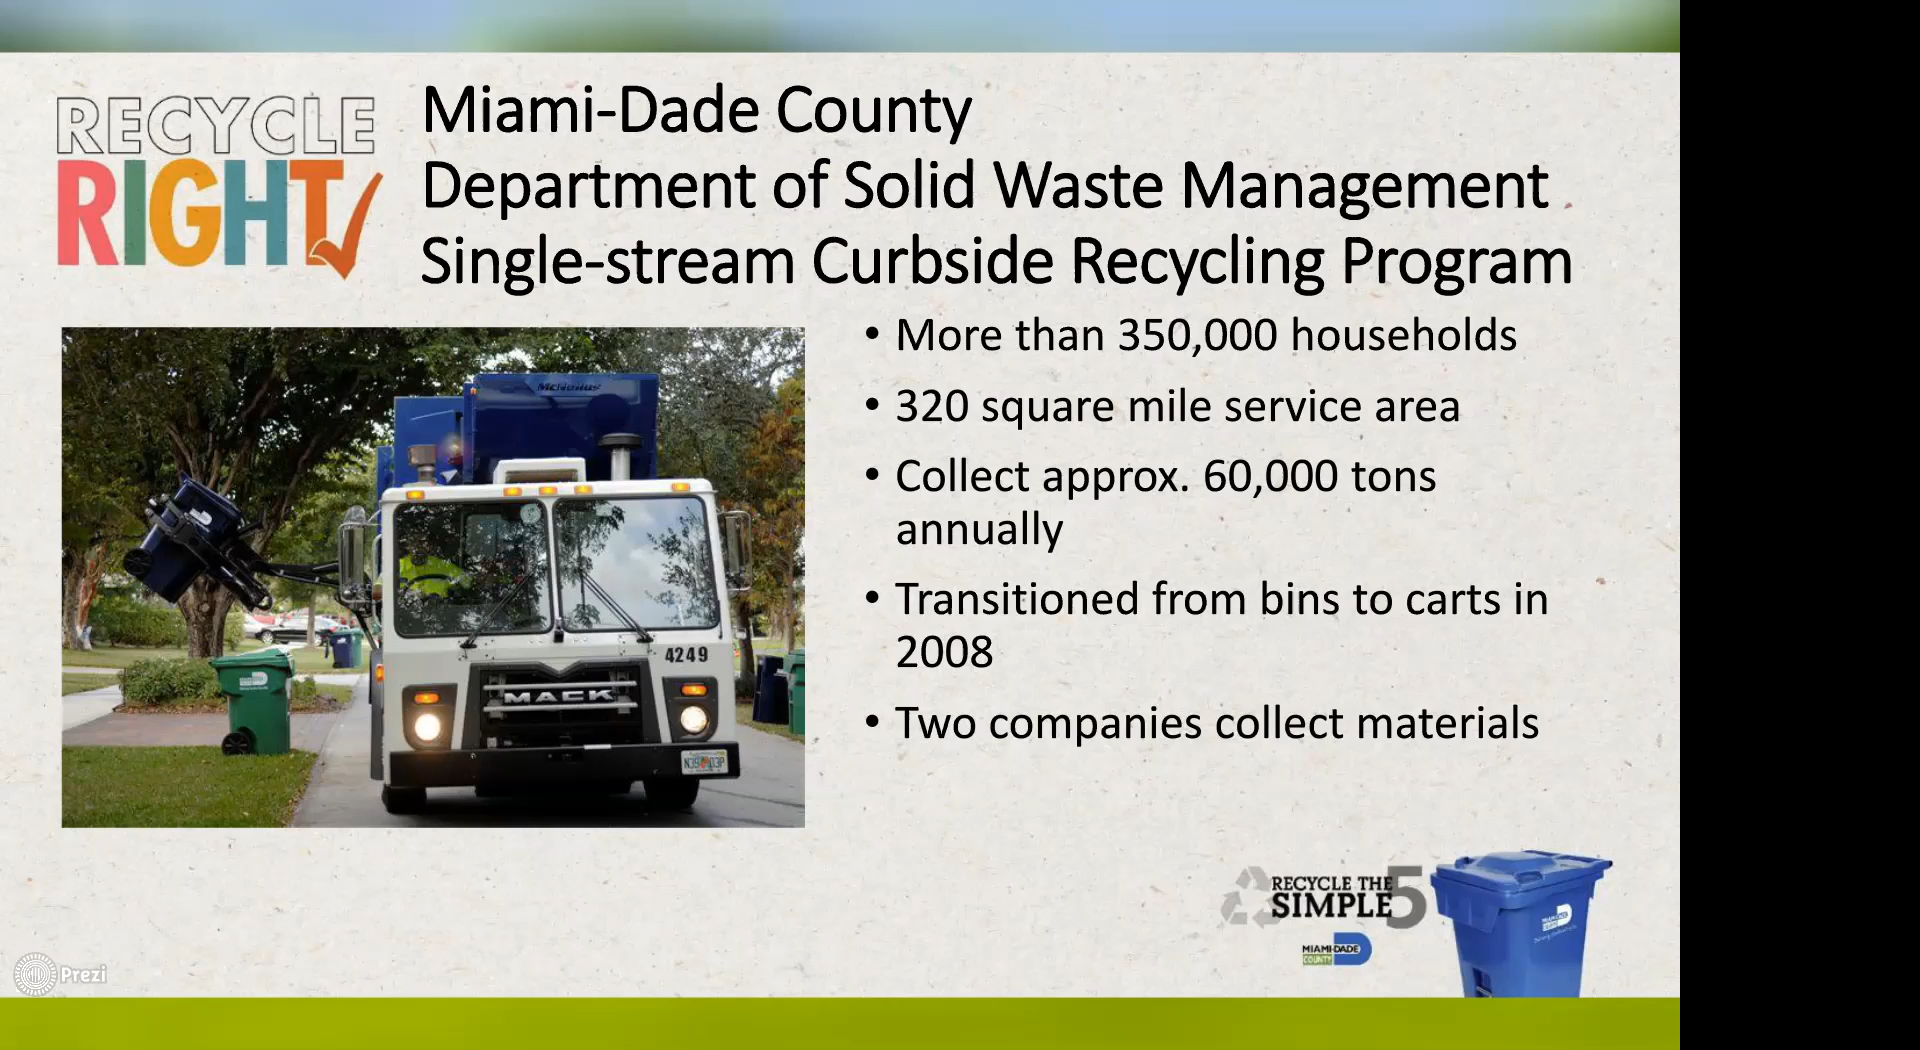 RECYCLE
RIGHT
Miami-Dade County
Department of Solid Waste Management
Single-stream Curbside Recycling Program
• More than 350,000 households
• 320 square mile service area
• Collect approx. 60,000 tons
annually
• Transitioned from bins to carts in
2008
• Two companies collect materials
McNeilus
4249
MACK
RECYCLE THE
SIMPLE 5
MIAMI-DADE
COUNTY
Prezi